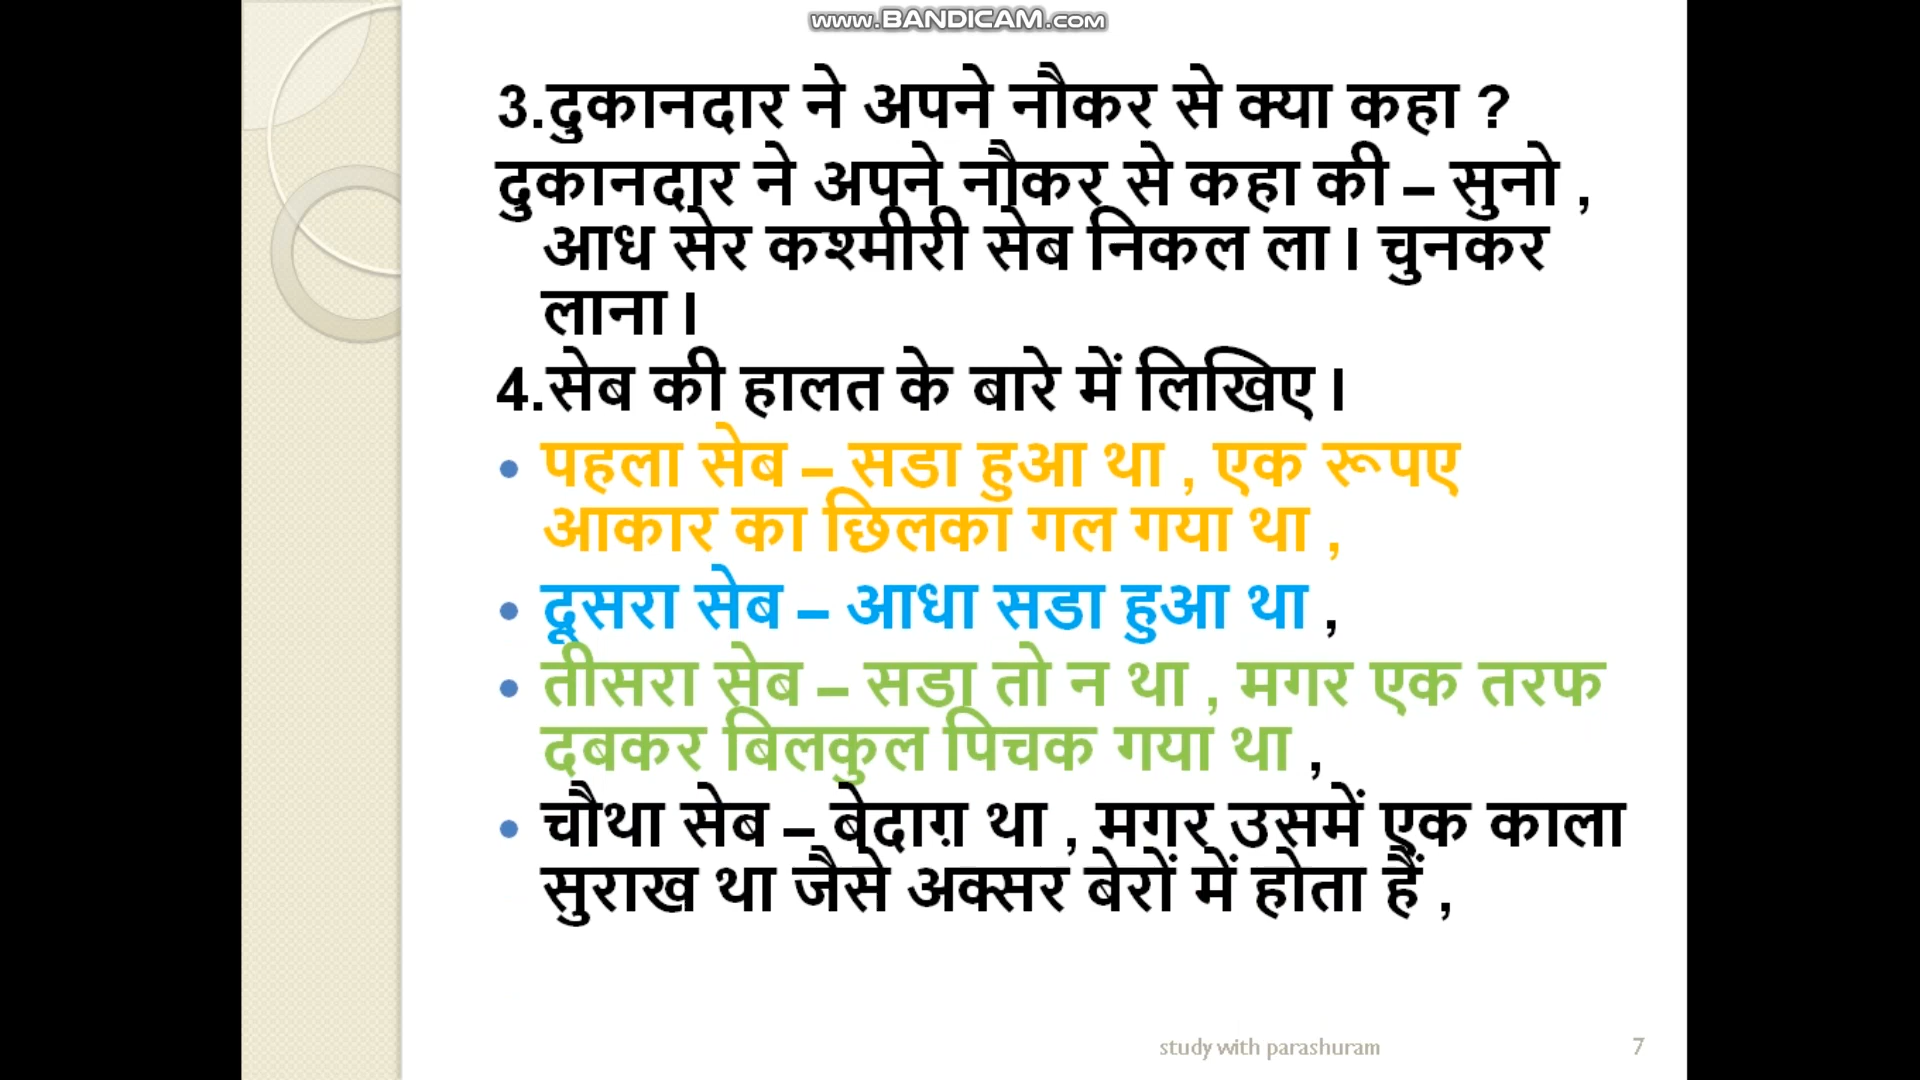 www.BANDICAM.com
3.दुकानदार ने अपने नौकर से क्या कहा ?
दुकानदार ने अपने नौकर से कहा की – सुनो ,
आध सेर कश्मीरी सेब निकल ला। चुनकर
लाना।
4.सेब की हालत के बारे में लिखिए।
• पहला सेब – सडा हुआ था , एक रूपए
आकार का छिलका गल गया था ,
• दूसरा सेब – आधा सडा हुआ था ,
• तीसरा सेब – सडा तो न था , मगर एक तरफ
दबकर बिलकुल पिचक गया था ,
• चौथा सेब – बेदाग़ था , मगर उसमें एक काला
सुराख था जैसे अक्सर बेरों में होता हैं ,
study with parashuram 7